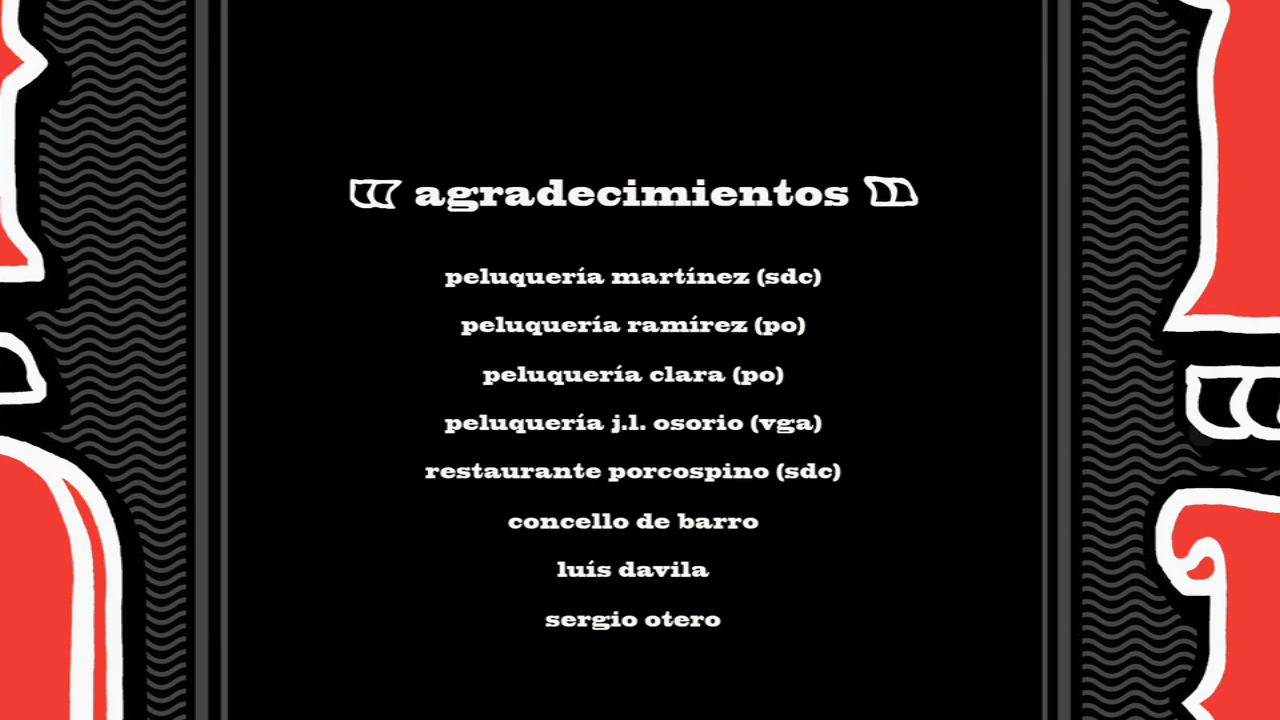 agradecimientos
peluquería martínez (sdc)
peluquería ramírez (po)
peluquería clara (po)
peluquería j.l. osorio (vga)
restaurante porcospino (sdc)
concello de barro
luís davila
sergio otero